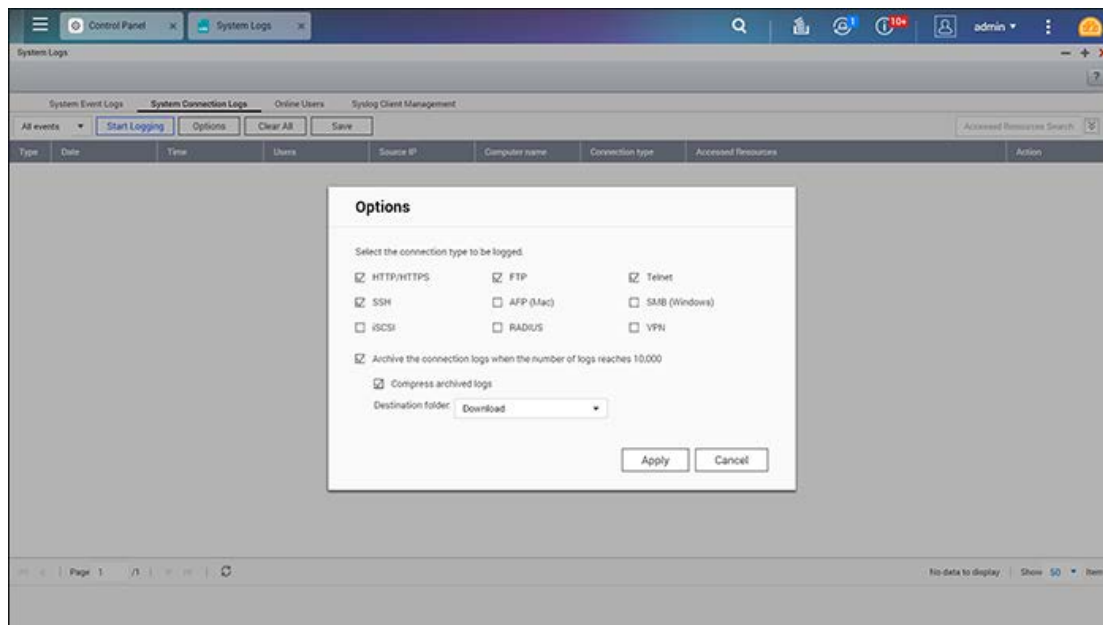 Control Panel × System Logs × 1 10+ admin
System Logs
?
System Event Logs System Connection Logs Online Users Syslog Client Management
All events Start Logging Options Clear All Save Accessed Resources Search
Type Date Time Users Source IP Computer name Connection type Accessed Resources Action
Options
Select the connection type to be logged.
HTTP/HTTPS FTP Telnet
SSH AFP (Mac) SMB (Windows)
iSCSI RADIUS VPN
Archive the connection logs when the number of logs reaches 10,000
Compress archived logs
Destination folder: Download
Apply Cancel
Page 1 /1 No data to display Show 50 Item